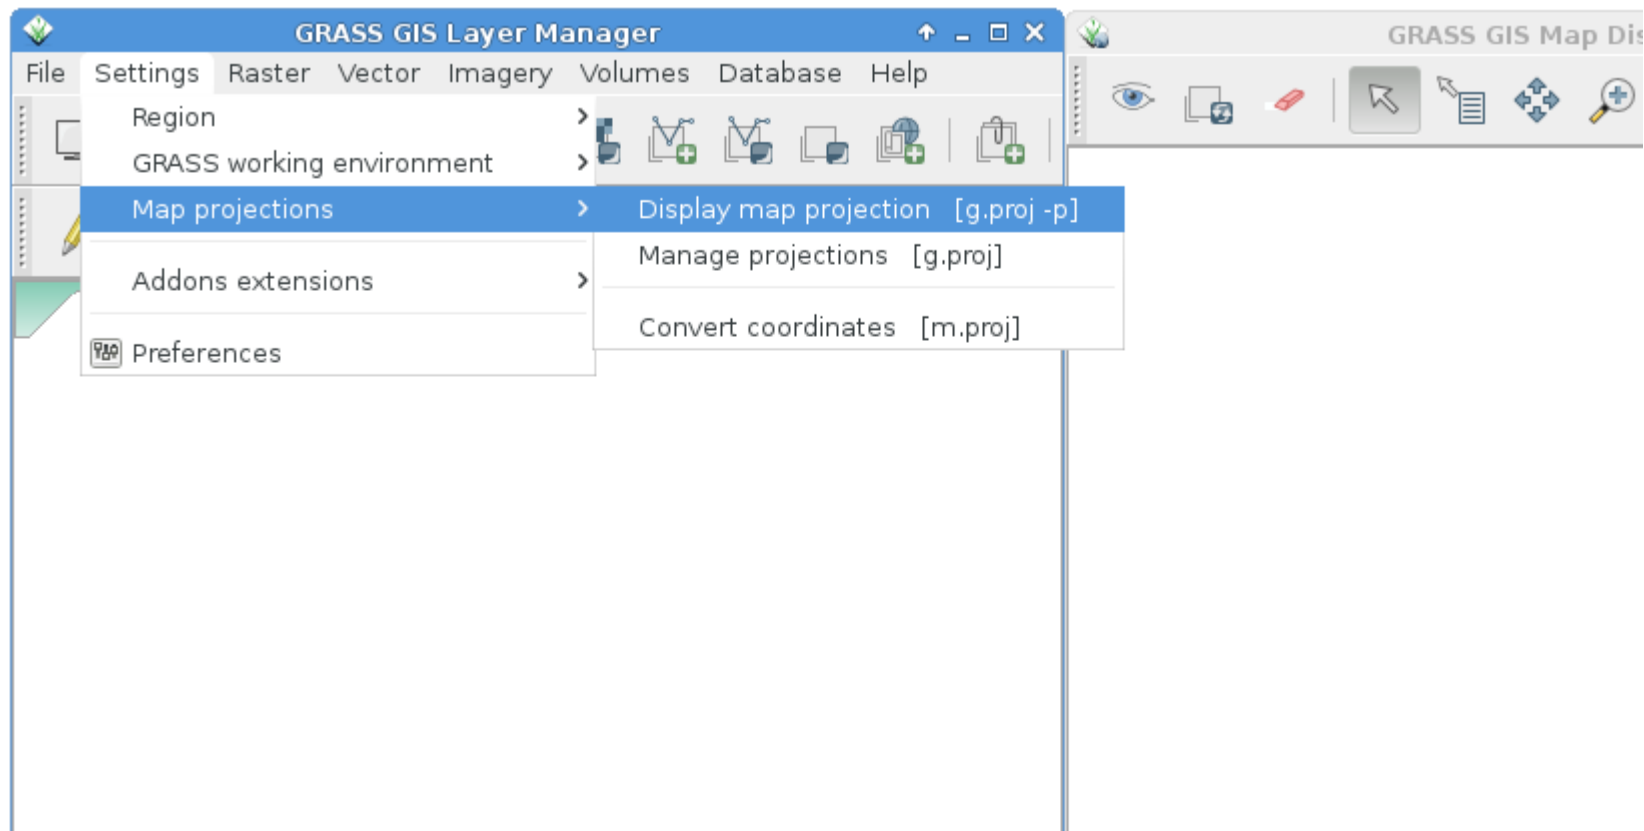 GRASS GIS Layer Manager
GRASS GIS Map Dis
File Settings Raster Vector Imagery Volumes Database Help
Region
GRASS working environment
Map projections
Display map projection [g.proj -p]
Manage projections [g.proj]
Addons extensions
Convert coordinates [m.proj]
Preferences